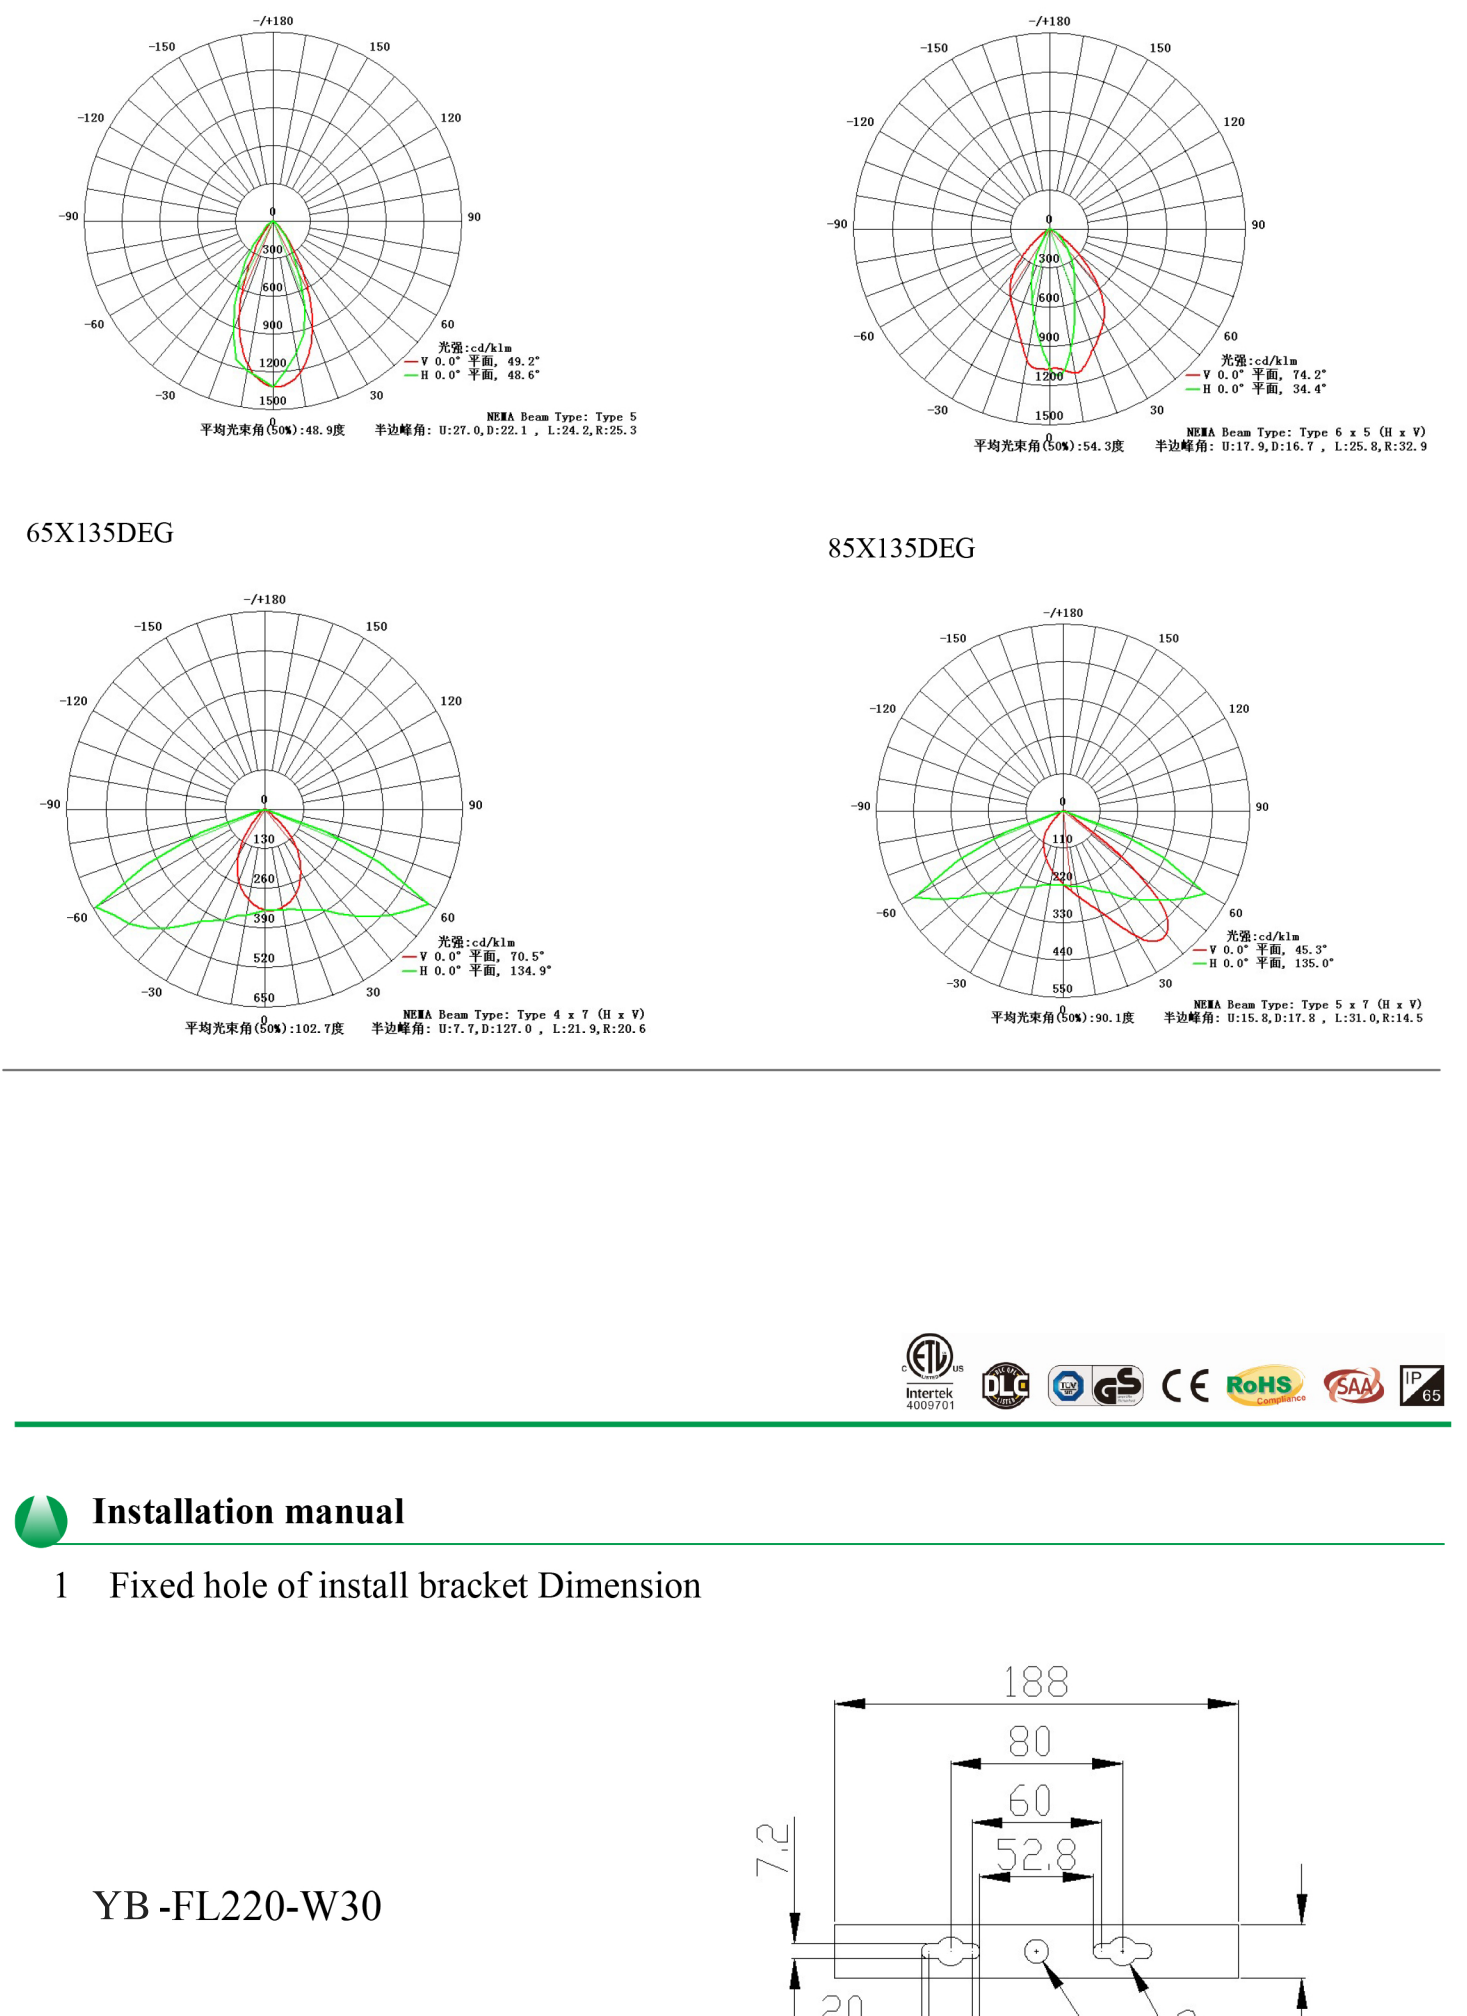 -/+180
-150 150
-120 120
-90 90
0
300
600
900
1200
1500
-60 60
-30 30
0
光强:cd/klm
V 0.0° 平面, 49.2°
H 0.0° 平面, 48.6°
NEMA Beam Type: Type 5
平均光束角(50%):48.9度 半边峰角: U:27.0,D:22.1 , L:24.2,R:25.3
-/+180
-150 150
-120 120
-90 90
0
300
600
900
1200
1500
-60 60
-30 30
0
光强:cd/klm
V 0.0° 平面, 74.2°
H 0.0° 平面, 34.4°
NEMA Beam Type: Type 6 x 5 (H x V)
平均光束角(50%):54.3度 半边峰角: U:17.9,D:16.7 , L:25.8,R:32.9
65X135DEG
-/+180
-150 150
-120 120
-90 90
0
130
260
390
520
650
-60 60
-30 30
0
光强:cd/klm
V 0.0° 平面, 70.5°
H 0.0° 平面, 134.9°
NEMA Beam Type: Type 4 x 7 (H x V)
平均光束角(50%):102.7度 半边峰角: U:7.7,D:127.0 , L:21.9,R:20.6
85X135DEG
-/+180
-150 150
-120 120
-90 90
0
110
220
330
440
550
-60 60
-30 30
0
光强:cd/klm
V 0.0° 平面, 45.3°
H 0.0° 平面, 135.0°
NEMA Beam Type: Type 5 x 7 (H x V)
平均光束角(50%):90.1度 半边峰角: U:15.8,D:17.8 , L:31.0,R:14.5
C ETL US
LISTED
Intertek
4009701
DLC
LISTED
TÜV
GS
CE
RoHS
Compliance
SAA
IP
65
Installation manual
1 Fixed hole of install bracket Dimension
188
80
60
52.8
7.2
YB-FL220-W30
20